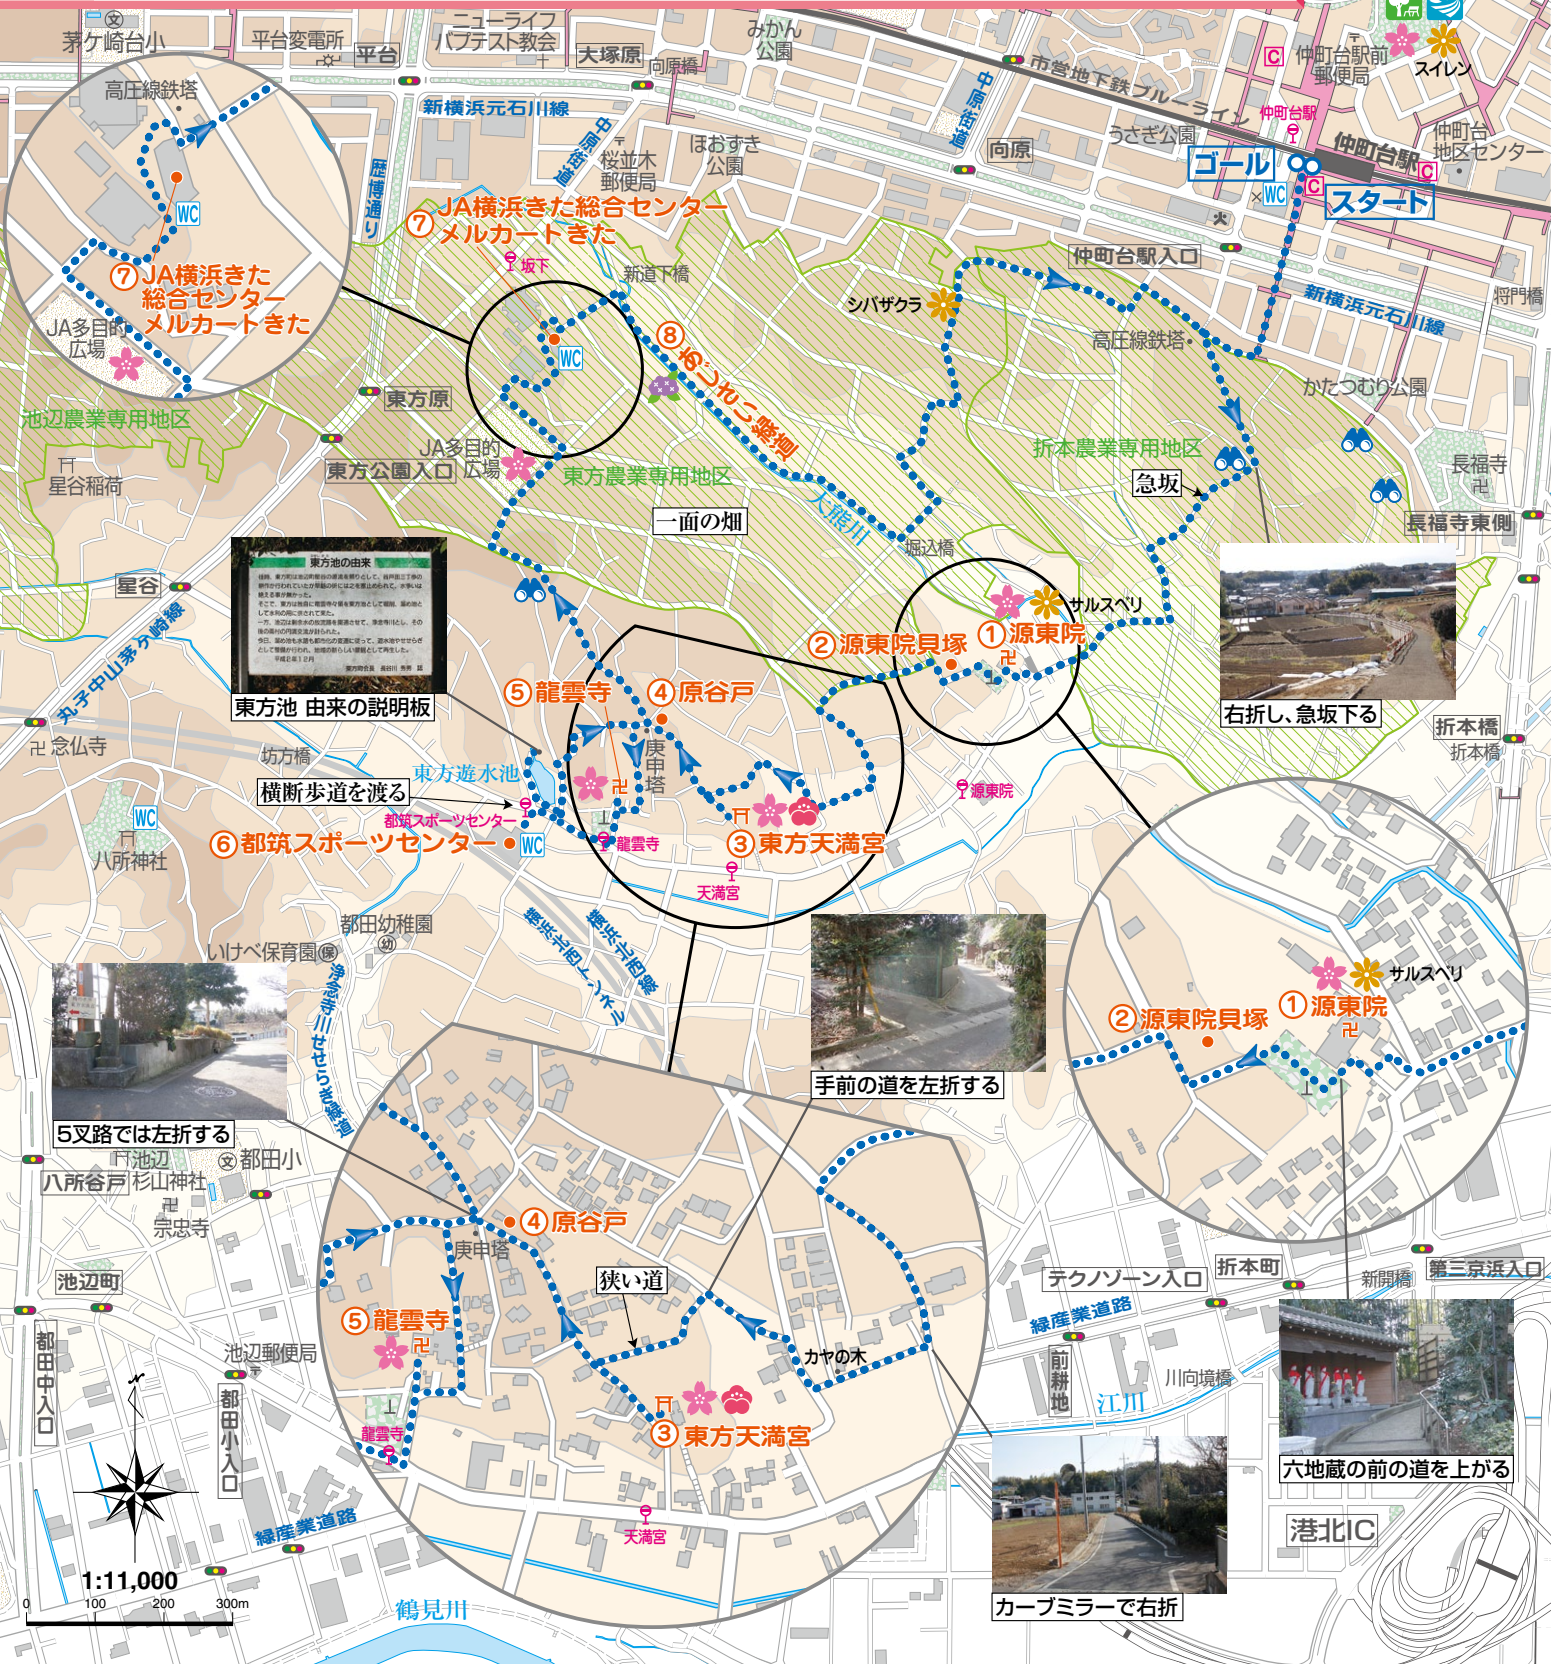 茅ケ崎台小
平台変電所
平台
ニューライフ
バプテスト教会
大塚原
向原橋
みかん
公園
中原街道
市営地下鉄ブルーライン
仲町台駅前
郵便局
スイレン
仲町台駅
仲町台駅
仲町台
地区センター
うさぎ公園
向原
ゴール
スタート
WC
新横浜元石川線
中原街道
桜並木
郵便局
ほおずき
公園
歴博通り
高圧線鉄塔
WC
⑦JA横浜きた
総合センター
メルカートきた
JA多目的
広場
⑦JA横浜きた総合センター
メルカートきた
坂下
新道下橋
WC
⑧あじさい緑道
シバザクラ
仲町台駅入口
新横浜元石川線
将門橋
高圧線鉄塔
かたつむり公園
池辺農業専用地区
東方原
東方公園入口
JA多目的
広場
東方農業専用地区
折本農業専用地区
急坂
長福寺
長福寺東側
星谷稲荷
一面の畑
大熊川
堀込橋
星谷
東方池の由来
平成2年12月
東方池 由来の説明板
丸子中山茅ケ崎線
念仏寺
サルスベリ
①源東院
②源東院貝塚
右折し、急坂下る
折本橋
折本橋
⑤龍雲寺
④原谷戸
庚申塔
坊方橋
東方遊水池
横断歩道を渡る
都筑スポーツセンター
⑥都筑スポーツセンター
WC
龍雲寺
③東方天満宮
天満宮
源東院
WC
八所神社
都田幼稚園
幼
いけべ保育園
保
浄念寺川せせらぎ緑道
横浜北西トンネル
横浜北西線
5叉路では左折する
手前の道を左折する
サルスベリ
①源東院
②源東院貝塚
池辺
杉山神社
都田小
八所谷戸
宗忠寺
池辺町
都田中入口
池辺郵便局
都田小入口
④原谷戸
庚申塔
狭い道
⑤龍雲寺
カヤの木
龍雲寺
③東方天満宮
天満宮
テクノゾーン入口
折本町
新開橋
第三京浜入口
緑産業道路
前耕地
川向境橋
江川
六地蔵の前の道を上がる
港北IC
カーブミラーで右折
緑産業道路
鶴見川
1:11,000
0 100 200 300m